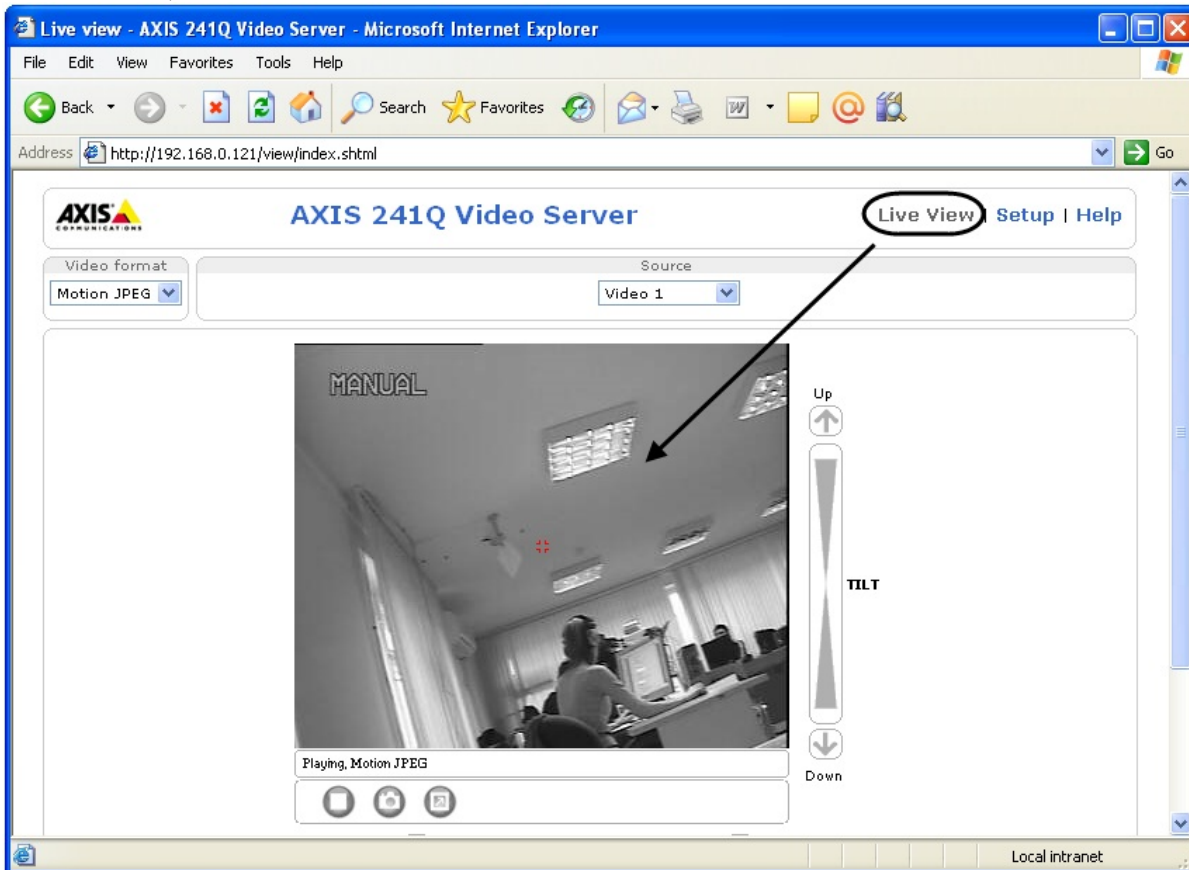 Live view - AXIS 241Q Video Server - Microsoft Internet Explorer
File Edit View Favorites Tools Help
Back Search Favorites
Address http://192.168.0.121/view/index.shtml Go
AXIS COMMUNICATIONS
AXIS 241Q Video Server
Live View | Setup | Help
Video format
Source
Motion JPEG
Video 1
MANUAL
Up
TILT
Playing, Motion JPEG
Down
Local intranet